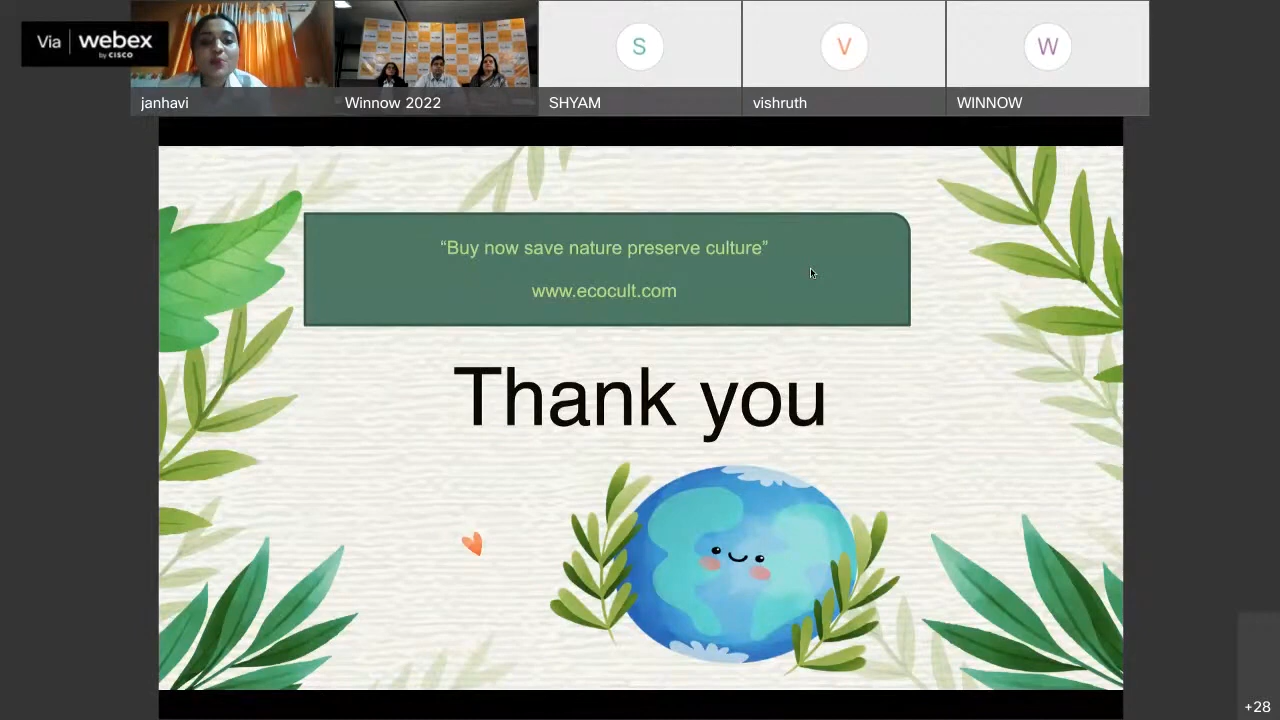 Via webex
by CISCO
S
V
W
janhavi
Winnow 2022
SHYAM
vishruth
WINNOW
“Buy now save nature preserve culture”
www.ecocult.com
Thank you
+28